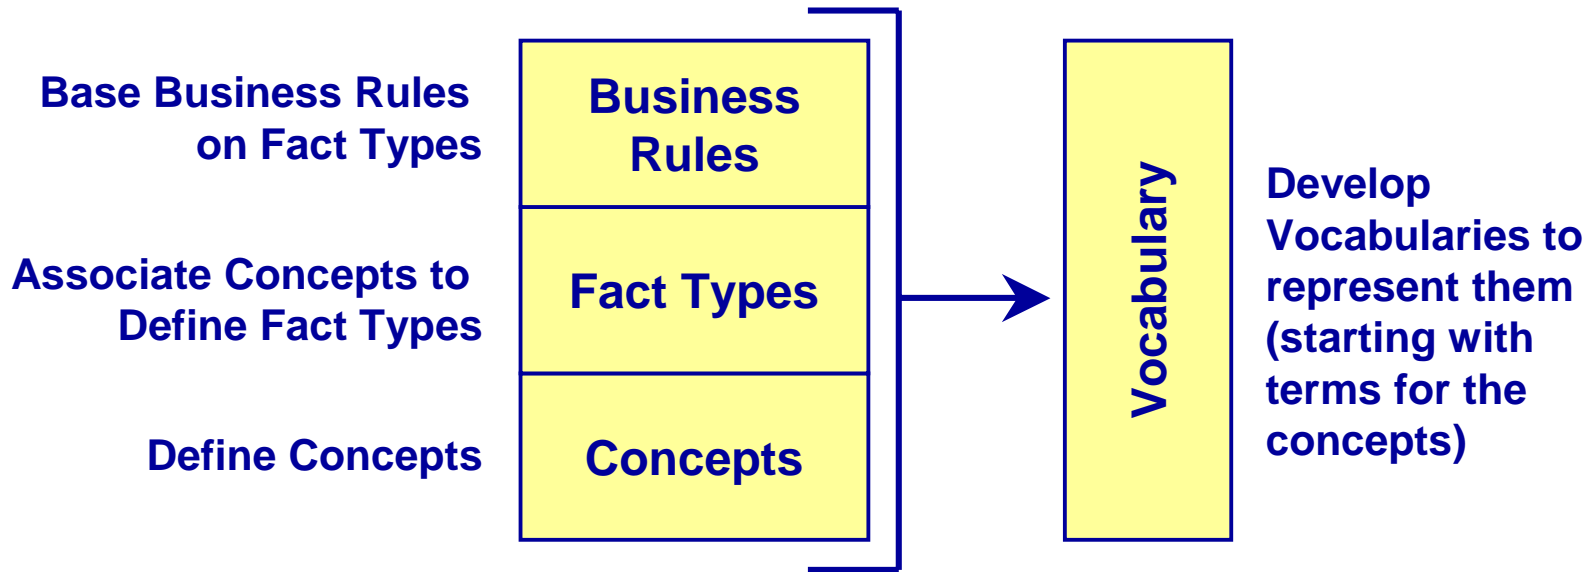 Base Business Rules
on Fact Types
Business
Rules
Associate Concepts to
Define Fact Types
Fact Types
Define Concepts
Concepts
Vocabulary
Develop
Vocabularies to
represent them
(starting with
terms for the
concepts)